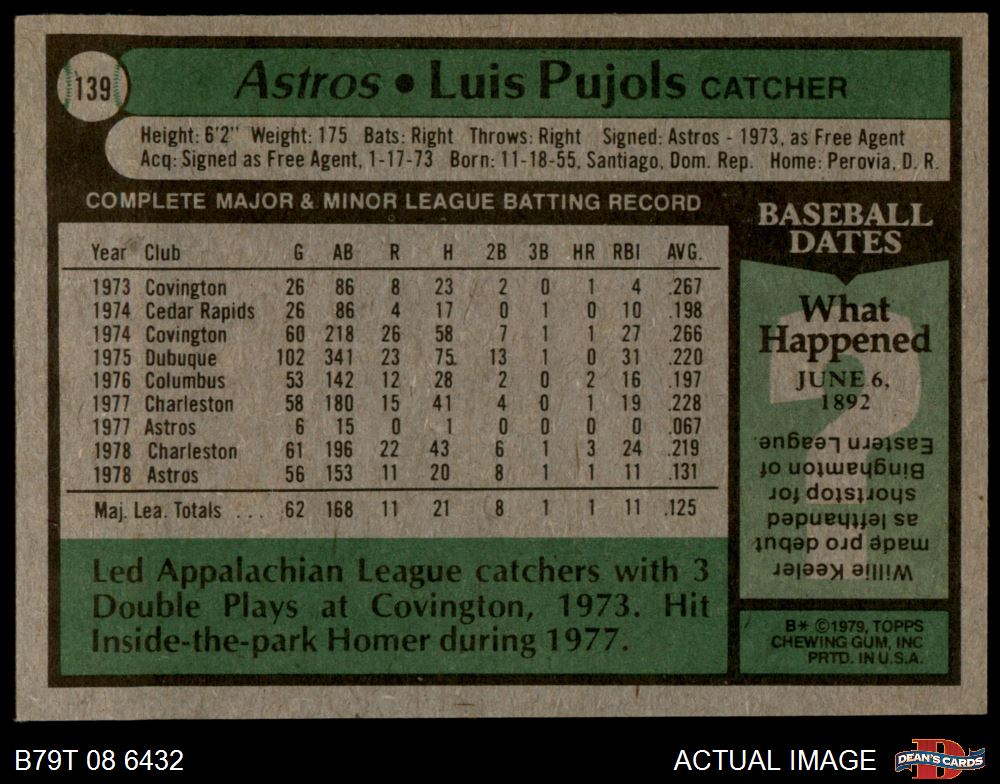 139
Astros • Luis Pujols CATCHER
Height: 6'2" Weight: 175 Bats: Right Throws: Right Signed: Astros - 1973, as Free Agent
Acq: Signed as Free Agent, 1-17-73 Born: 11-18-55, Santiago, Dom. Rep. Home: Perovia, D. R.
COMPLETE MAJOR & MINOR LEAGUE BATTING RECORD
Year Club G AB R H 2B 3B HR RBI AVG.
1973 Covington 26 86 8 23 2 0 1 4 .267
1974 Cedar Rapids 26 86 4 17 0 1 0 10 .198
1974 Covington 60 218 26 58 7 1 1 27 .266
1975 Dubuque 102 341 23 75 13 1 0 31 .220
1976 Columbus 53 142 12 28 2 0 2 16 .197
1977 Charleston 58 180 15 41 4 0 1 19 .228
1977 Astros 6 15 0 1 0 0 0 0 .067
1978 Charleston 61 196 22 43 6 1 3 24 .219
1978 Astros 56 153 11 20 8 1 1 11 .131
Maj. Lea. Totals ... 62 168 11 21 8 1 1 11 .125
Led Appalachian League catchers with 3
Double Plays at Covington, 1973. Hit
Inside-the-park Homer during 1977.
BASEBALL
DATES
What
Happened
JUNE 6,
1892
Willie Keeler
made pro debut
as lefthanded
shortstop for
Binghamton of
Eastern League.
B* ©1979, TOPPS
CHEWING GUM, INC
PRTD. IN U.S.A.
B79T 08 6432
ACTUAL IMAGE
DEAN'S CARDS